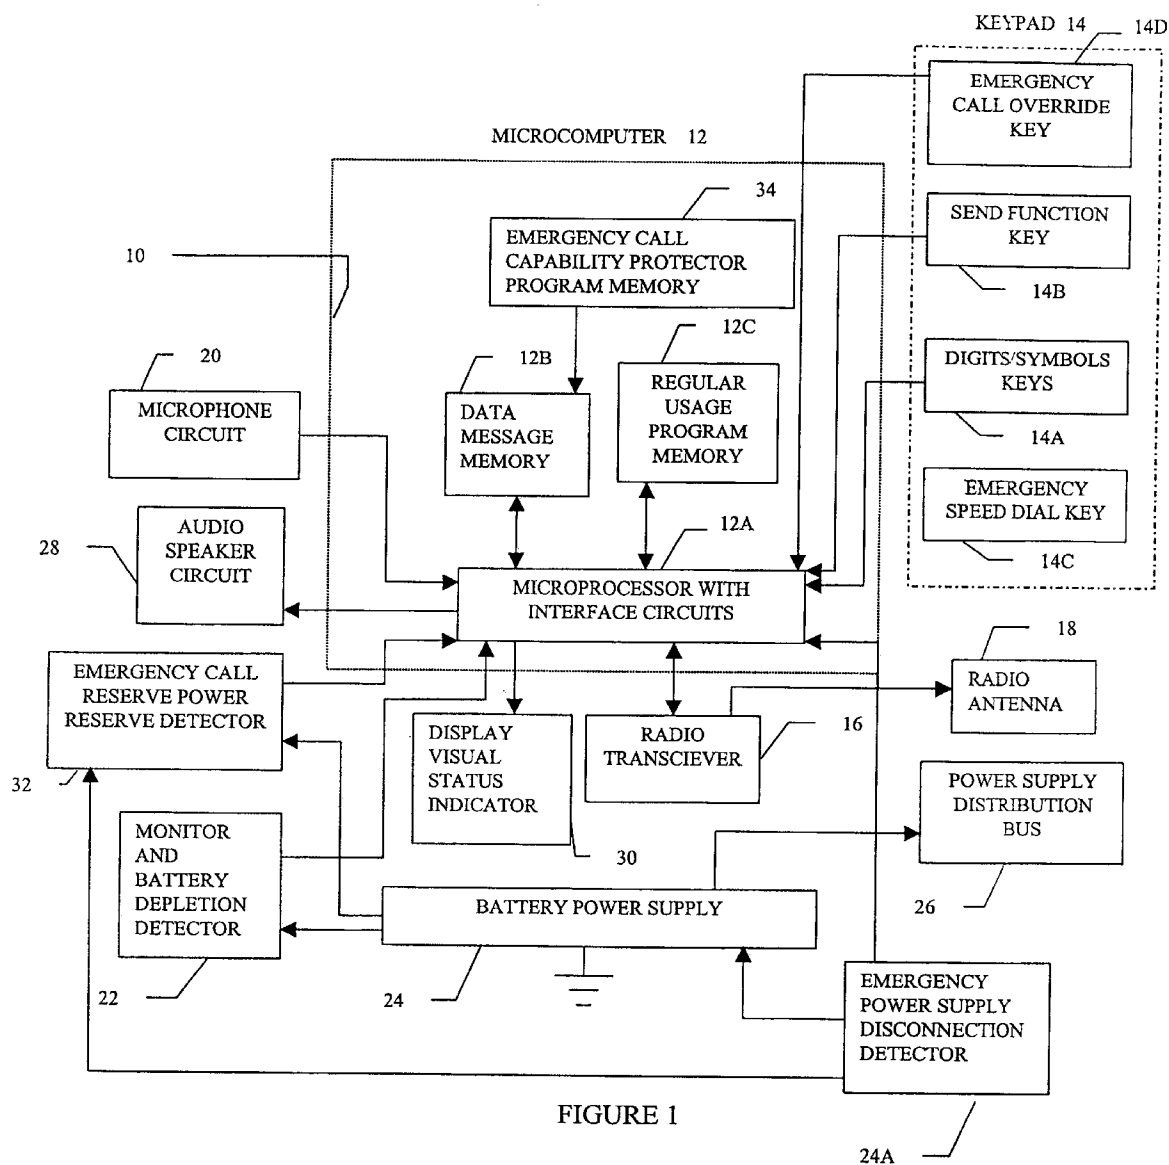 KEYPAD 14
14D
EMERGENCY
CALL OVERRIDE
KEY
MICROCOMPUTER 12
34
SEND FUNCTION
KEY
EMERGENCY CALL
CAPABILITY PROTECTOR
PROGRAM MEMORY
10
14B
12C
20
12B
DIGITS/SYMBOLS
KEYS
REGULAR
USAGE
PROGRAM
MEMORY
MICROPHONE
CIRCUIT
DATA
MESSAGE
MEMORY
14A
EMERGENCY
SPEED DIAL KEY
AUDIO
SPEAKER
CIRCUIT
28
12A
14C
MICROPROCESSOR WITH
INTERFACE CIRCUITS
18
EMERGENCY CALL
RESERVE POWER
RESERVE DETECTOR
RADIO
ANTENNA
DISPLAY
VISUAL
STATUS
INDICATOR
RADIO
TRANSCIEVER
16
32
POWER SUPPLY
DISTRIBUTION
BUS
MONITOR
AND
BATTERY
DEPLETION
DETECTOR
30
BATTERY POWER SUPPLY
26
22
24
EMERGENCY
POWER SUPPLY
DISCONNECTION
DETECTOR
FIGURE 1
24A